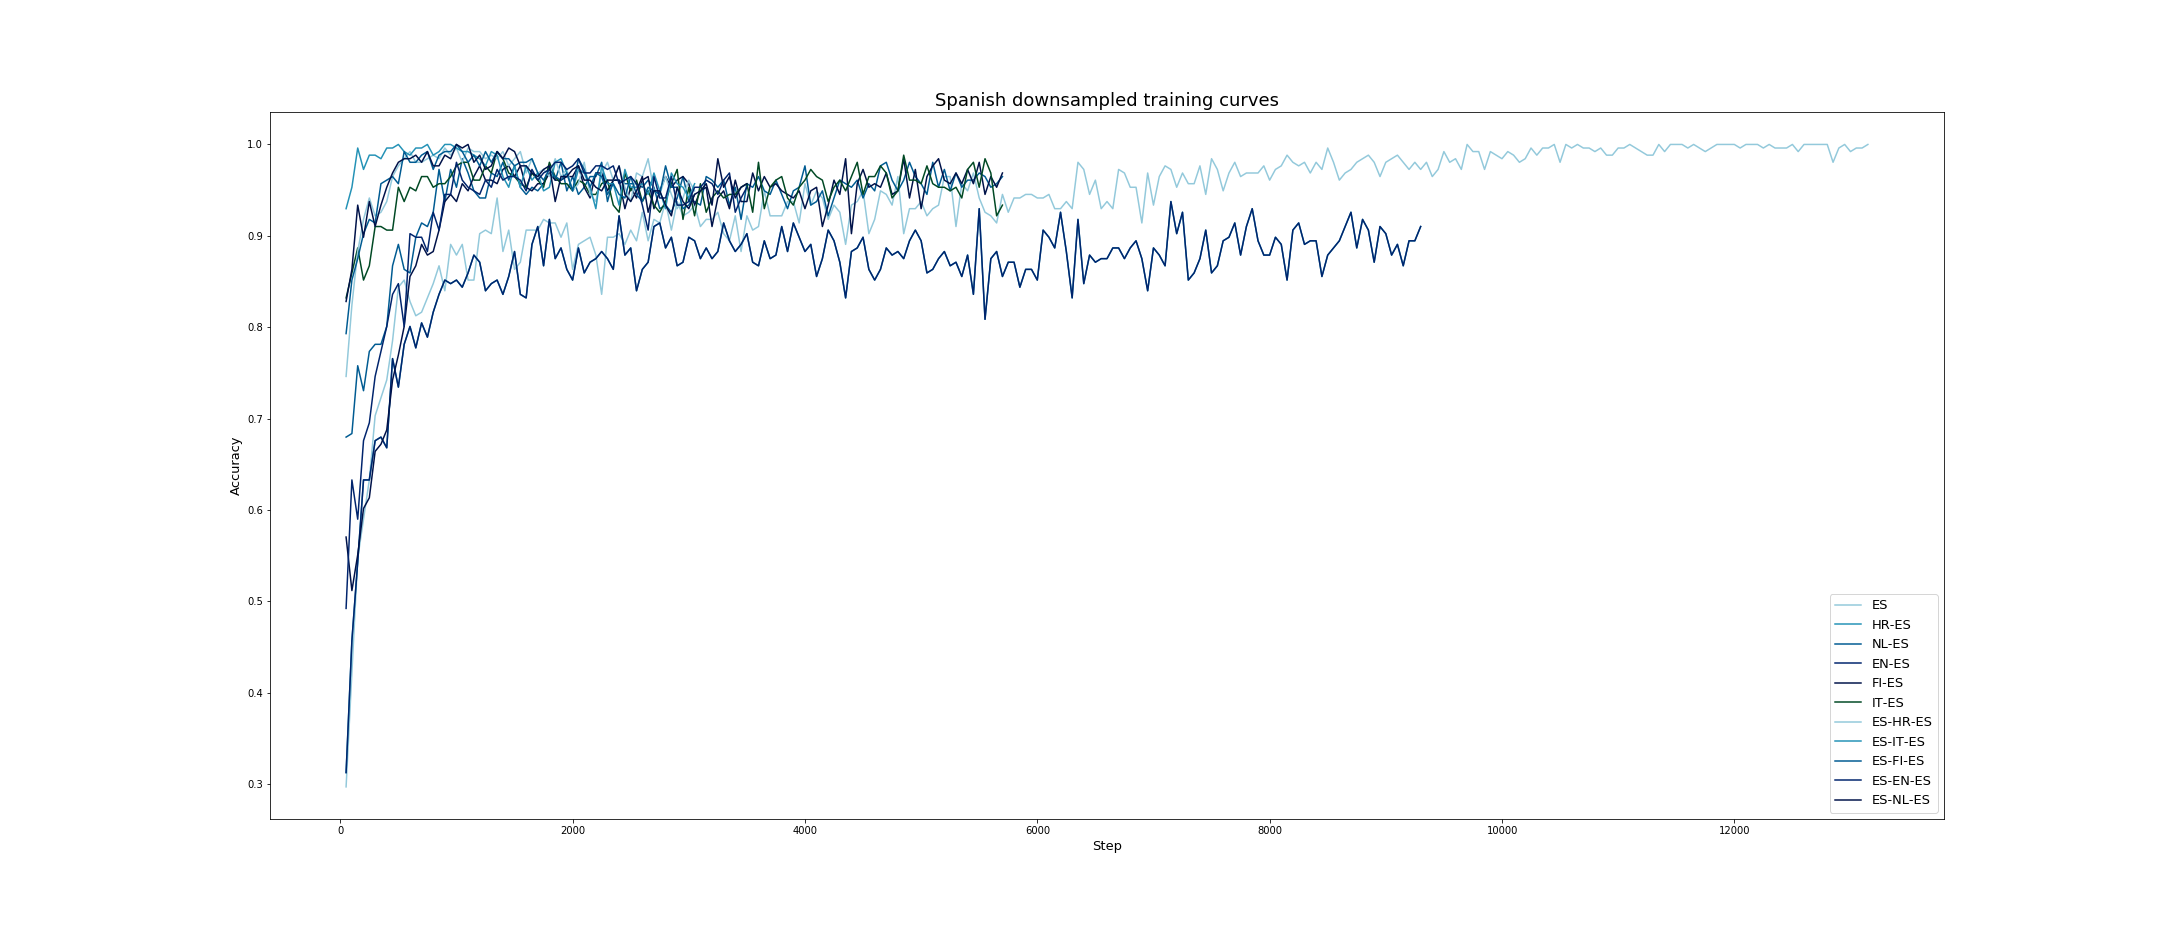 Spanish downsampled training curves
Accuracy
1.0
0.9
0.8
0.7
0.6
0.5
0.4
0.3
0
2000
4000
6000
8000
10000
12000
Step
ES
HR-ES
NL-ES
EN-ES
FI-ES
IT-ES
ES-HR-ES
ES-IT-ES
ES-FI-ES
ES-EN-ES
ES-NL-ES